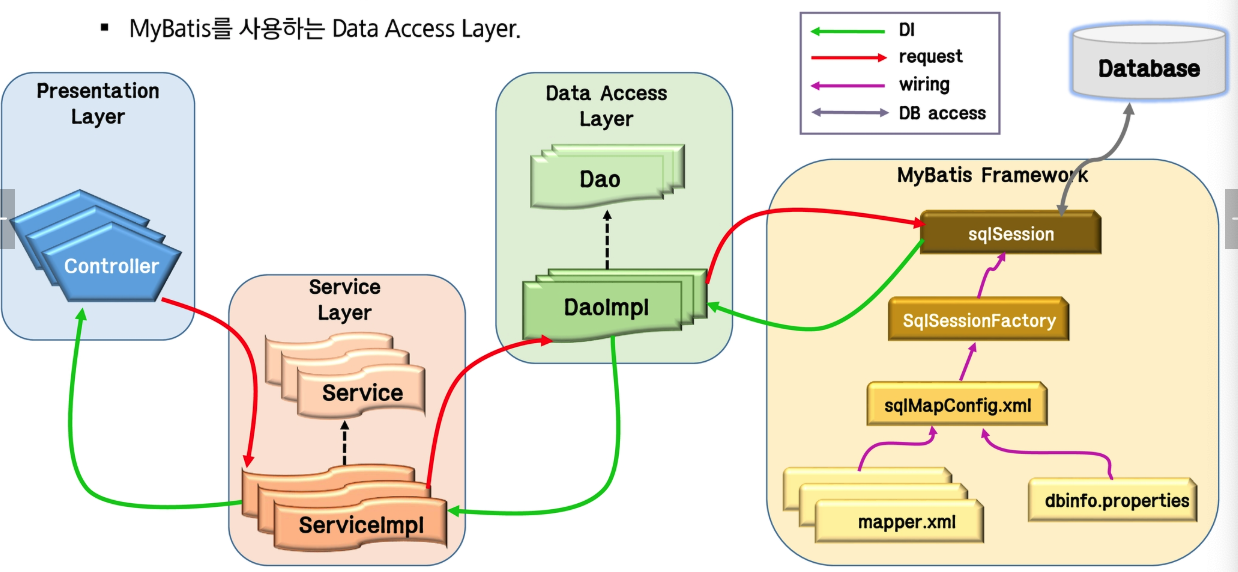 ▪ MyBatis를 사용하는 Data Access Layer.
DI
request
wiring
DB access
Database
Presentation
Layer
Controller
Service
Layer
Service
ServiceImpl
Data Access
Layer
Dao
DaoImpl
MyBatis Framework
sqlSession
SqlSessionFactory
sqlMapConfig.xml
mapper.xml
dbinfo.properties